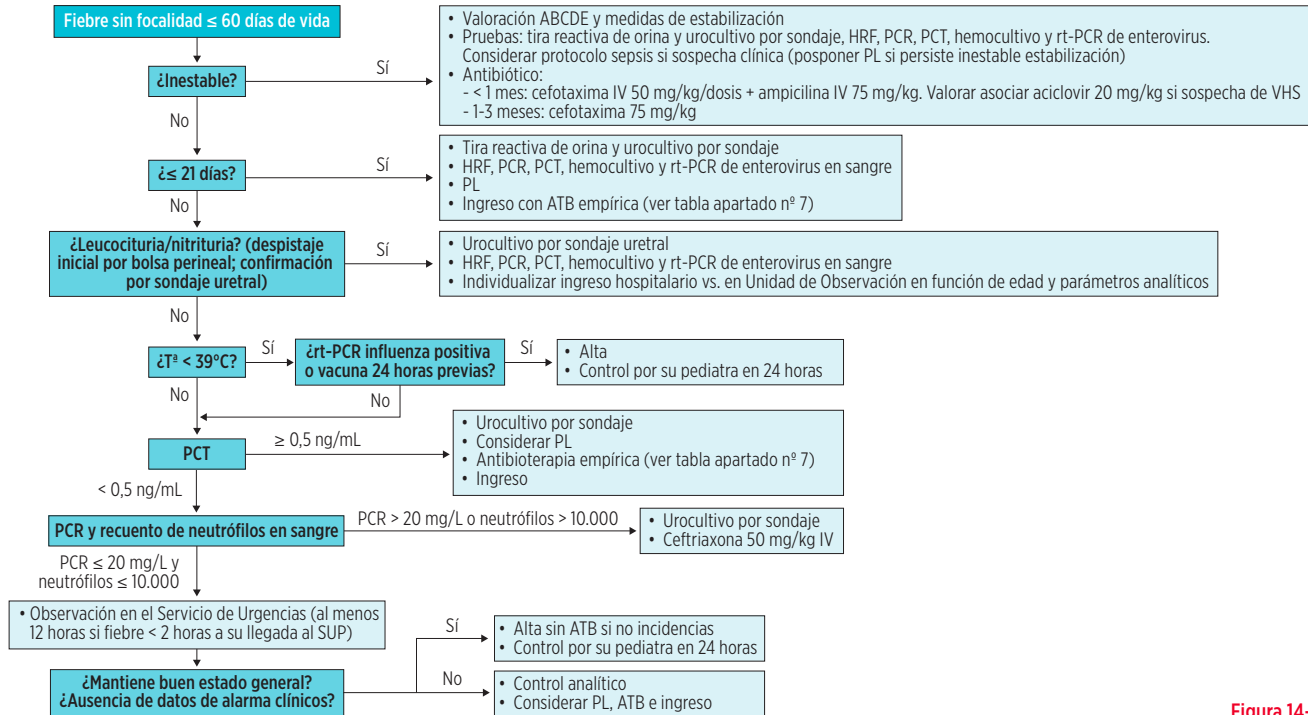 Fiebre sin focalidad ≤ 60 días de vida
• Valoración ABCDE y medidas de estabilización
• Pruebas: tira reactiva de orina y urocultivo por sondaje, HRF, PCR, PCT, hemocultivo y rt-PCR de enterovirus.
Considerar protocolo sepsis si sospecha clínica (posponer PL si persiste inestable estabilización)
• Antibiótico:
- < 1 mes: cefotaxima IV 50 mg/kg/dosis + ampicilina IV 75 mg/kg. Valorar asociar aciclovir 20 mg/kg si sospecha de VHS
- 1-3 meses: cefotaxima 75 mg/kg
¿Inestable?
Sí
No
¿≤ 21 días?
Sí
• Tira reactiva de orina y urocultivo por sondaje
• HRF, PCR, PCT, hemocultivo y rt-PCR de enterovirus en sangre
• PL
• Ingreso con ATB empírica (ver tabla apartado nº 7)
No
¿Leucocituria/nitrituria? (despistaje
inicial por bolsa perineal; confirmación
por sondaje uretral)
Sí
• Urocultivo por sondaje uretral
• HRF, PCR, PCT, hemocultivo y rt-PCR de enterovirus en sangre
• Individualizar ingreso hospitalario vs. en Unidad de Observación en función de edad y parámetros analíticos
No
¿Tª < 39°C?
Sí
¿rt-PCR influenza positiva
o vacuna 24 horas previas?
Sí
• Alta
• Control por su pediatra en 24 horas
No
No
PCT
≥ 0,5 ng/mL
• Urocultivo por sondaje
• Considerar PL
• Antibioterapia empírica (ver tabla apartado nº 7)
• Ingreso
< 0,5 ng/mL
PCR y recuento de neutrófilos en sangre
PCR > 20 mg/L o neutrófilos > 10.000
• Urocultivo por sondaje
• Ceftriaxona 50 mg/kg IV
PCR ≤ 20 mg/L y
neutrófilos ≤ 10.000
• Observación en el Servicio de Urgencias (al menos
12 horas si fiebre < 2 horas a su llegada al SUP)
Sí
• Alta sin ATB si no incidencias
• Control por su pediatra en 24 horas
¿Mantiene buen estado general?
¿Ausencia de datos de alarma clínicos?
No
• Control analítico
• Considerar PL, ATB e ingreso
Figura 14-